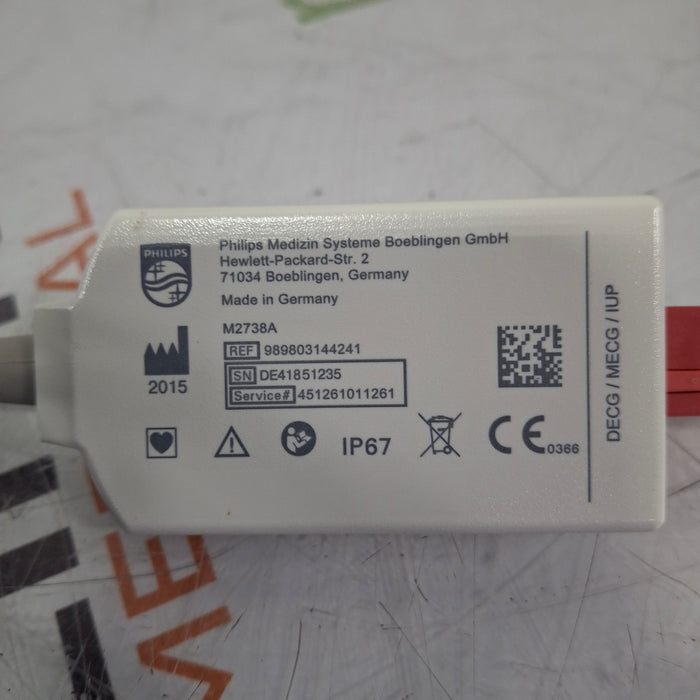 PHILIPS
Philips Medizin Systeme Boeblingen GmbH
Hewlett-Packard-Str. 2
71034 Boeblingen, Germany
Made in Germany
2015
M2738A
REF 989803144241
SN DE41851235
Service# 451261011261
IP67
CE 0366
DECG / MECG / IUP
AL